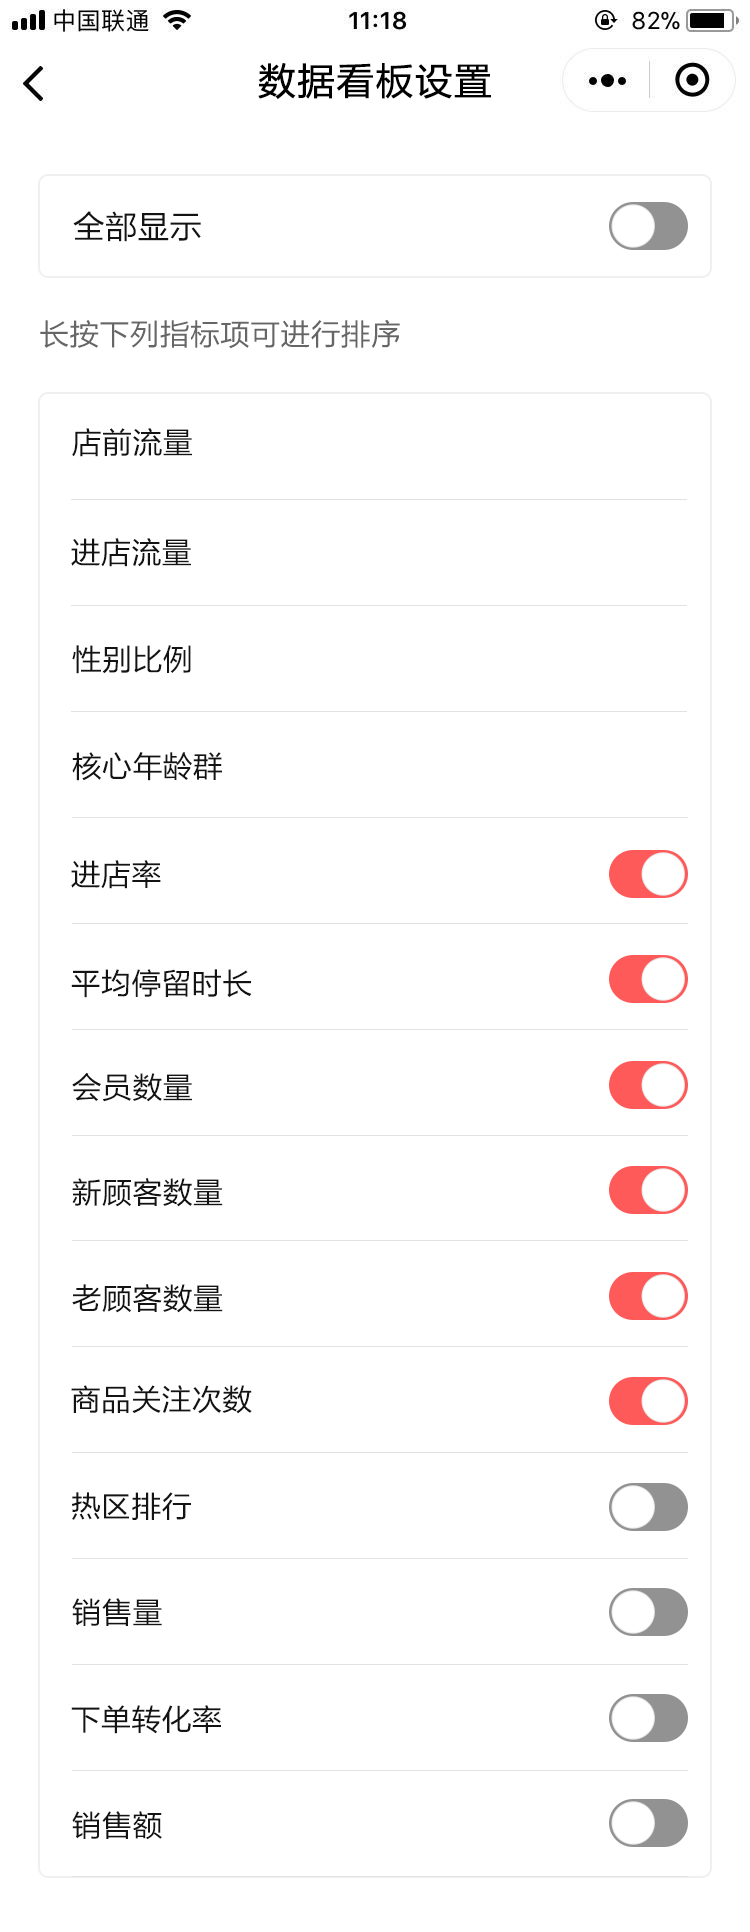 中国联通 11:18 82%
数据看板设置
全部显示
长按下列指标项可进行排序
店前流量
进店流量
性别比例
核心年龄群
进店率
平均停留时长
会员数量
新顾客数量
老顾客数量
商品关注次数
热区排行
销售量
下单转化率
销售额